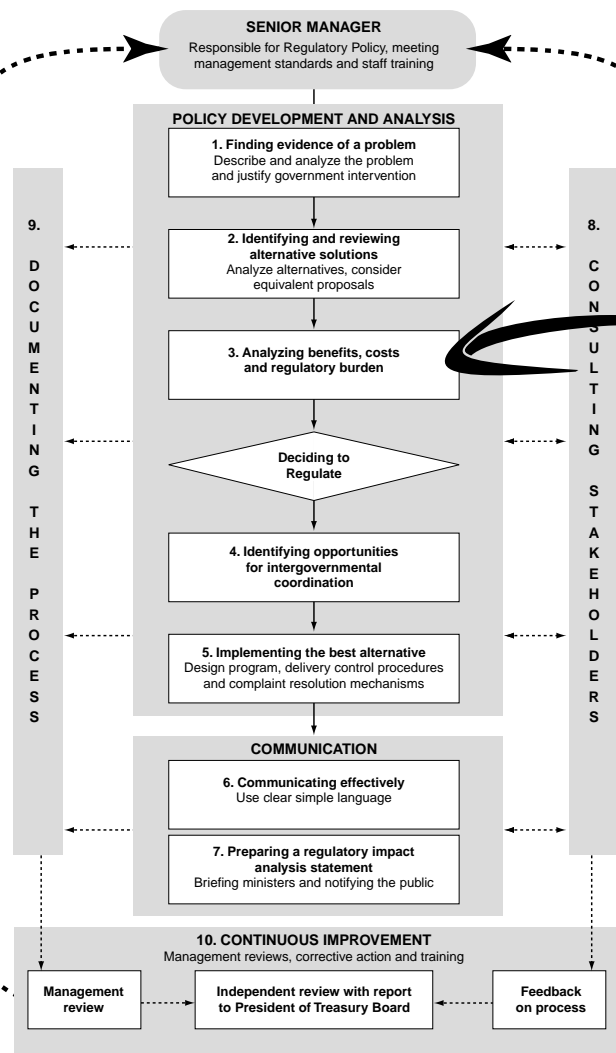 SENIOR MANAGER
Responsible for Regulatory Policy, meeting
management standards and staff training
POLICY DEVELOPMENT AND ANALYSIS
1. Finding evidence of a problem
Describe and analyze the problem
and justify government intervention
9.
DOCUMENTING THE PROCESS
8.
CONSULTING STAKEHOLDERS
2. Identifying and reviewing
alternative solutions
Analyze alternatives, consider
equivalent proposals
3. Analyzing benefits, costs
and regulatory burden
Deciding to
Regulate
4. Identifying opportunities
for intergovernmental
coordination
5. Implementing the best alternative
Design program, delivery control procedures
and complaint resolution mechanisms
COMMUNICATION
6. Communicating effectively
Use clear simple language
7. Preparing a regulatory impact
analysis statement
Briefing ministers and notifying the public
10. CONTINUOUS IMPROVEMENT
Management reviews, corrective action and training
Management
review
Independent review with report
to President of Treasury Board
Feedback
on process